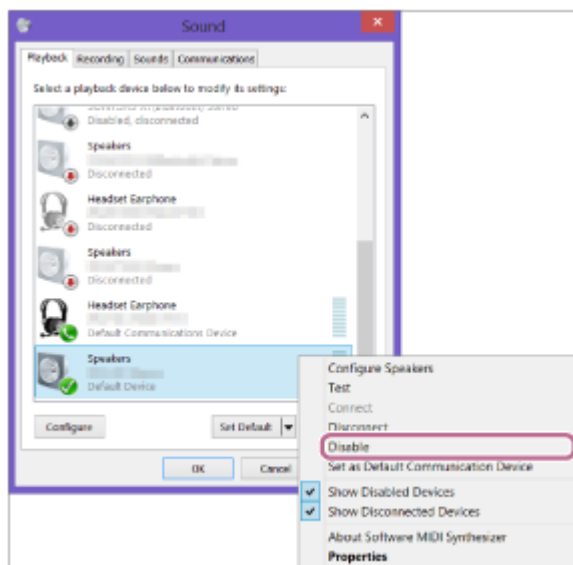 Sound
Playback Recording Sounds Communications
Select a playback device below to modify its settings:
Disabled, disconnected
Speakers
Disconnected
Headset Earphone
Disconnected
Speakers
Disconnected
Headset Earphone
Default Communications Device
Speakers
Default Device
Configure
Set Default
OK
Cancel
Configure Speakers
Test
Connect
Disconnect
Disable
Set as Default Communication Device
Show Disabled Devices
Show Disconnected Devices
About Software MIDI Synthesizer
Properties